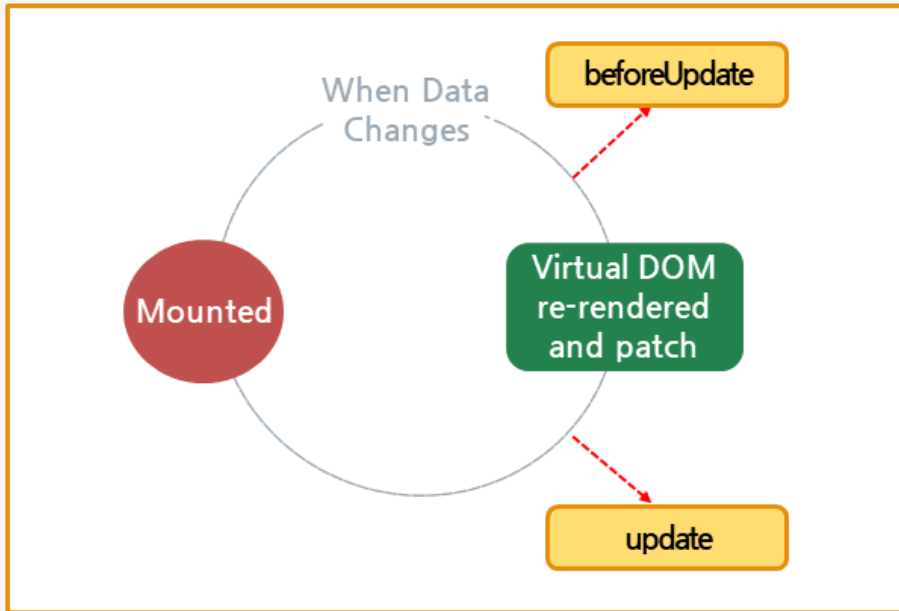 beforeUpdate
When Data
Changes
Mounted
Virtual DOM
re-rendered
and patch
update